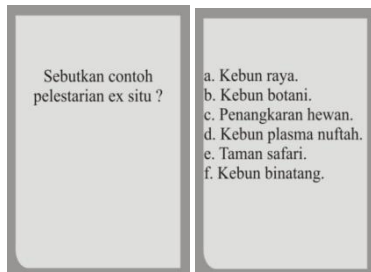 Sebutkan contoh
pelestarian ex situ ?
a. Kebun raya.
b. Kebun botani.
c. Penangkaran hewan.
d. Kebun plasma nuftah.
e. Taman safari.
f. Kebun binatang.